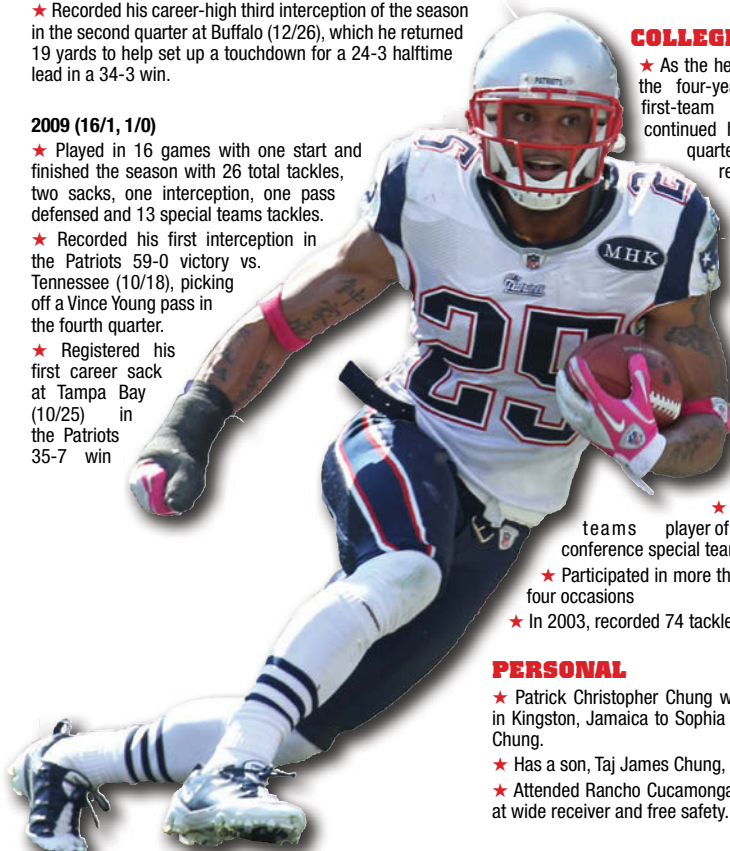 ★ Recorded his career-high third interception of the season
in the second quarter at Buffalo (12/26), which he returned
19 yards to help set up a touchdown for a 24-3 halftime
lead in a 34-3 win.
2009 (16/1, 1/0)
★ Played in 16 games with one start and
finished the season with 26 total tackles,
two sacks, one interception, one pass
defensed and 13 special teams tackles.
★ Recorded his first interception in
the Patriots 59-0 victory vs.
Tennessee (10/18), picking
off a Vince Young pass in
the fourth quarter.
★ Registered his
first career sack
at Tampa Bay
(10/25) in
the Patriots
35-7 win
PATRIOTS
25
2
MHK
Patriots
25
COLLEGE
★ As the he
the four-yea
first-team
continued h
quarte
re
★
teams player of
conference special tean
★ Participated in more th
four occasions
★ In 2003, recorded 74 tackle
PERSONAL
★ Patrick Christopher Chung w
in Kingston, Jamaica to Sophia
Chung.
★ Has a son, Taj James Chung,
★ Attended Rancho Cucamonga
at wide receiver and free safety.